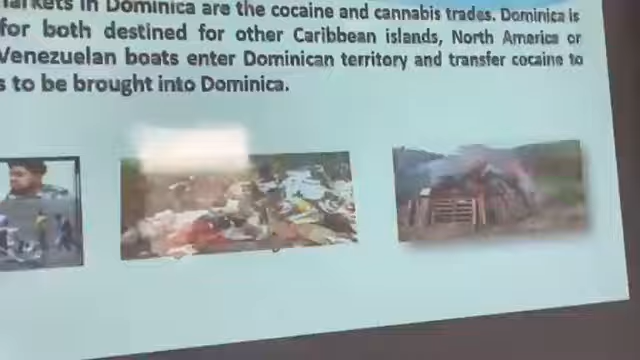 markets in Dominica are the cocaine and cannabis trades. Dominica is
for both destined for other Caribbean islands, North America or
Venezuelan boats enter Dominican territory and transfer cocaine to
s to be brought into Dominica.